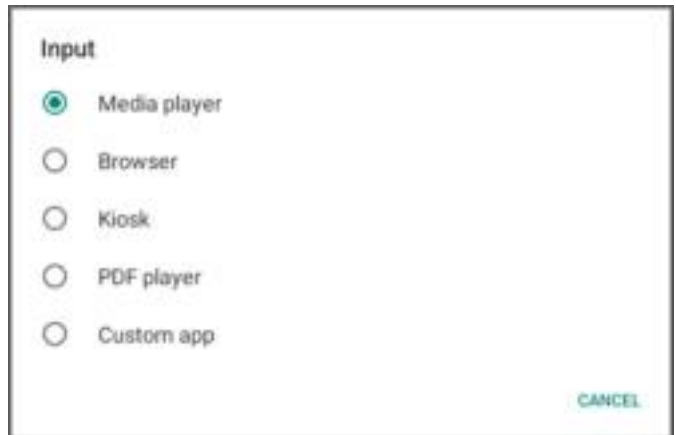 Input
Media player
Browser
Kiosk
PDF player
Custom app
CANCEL